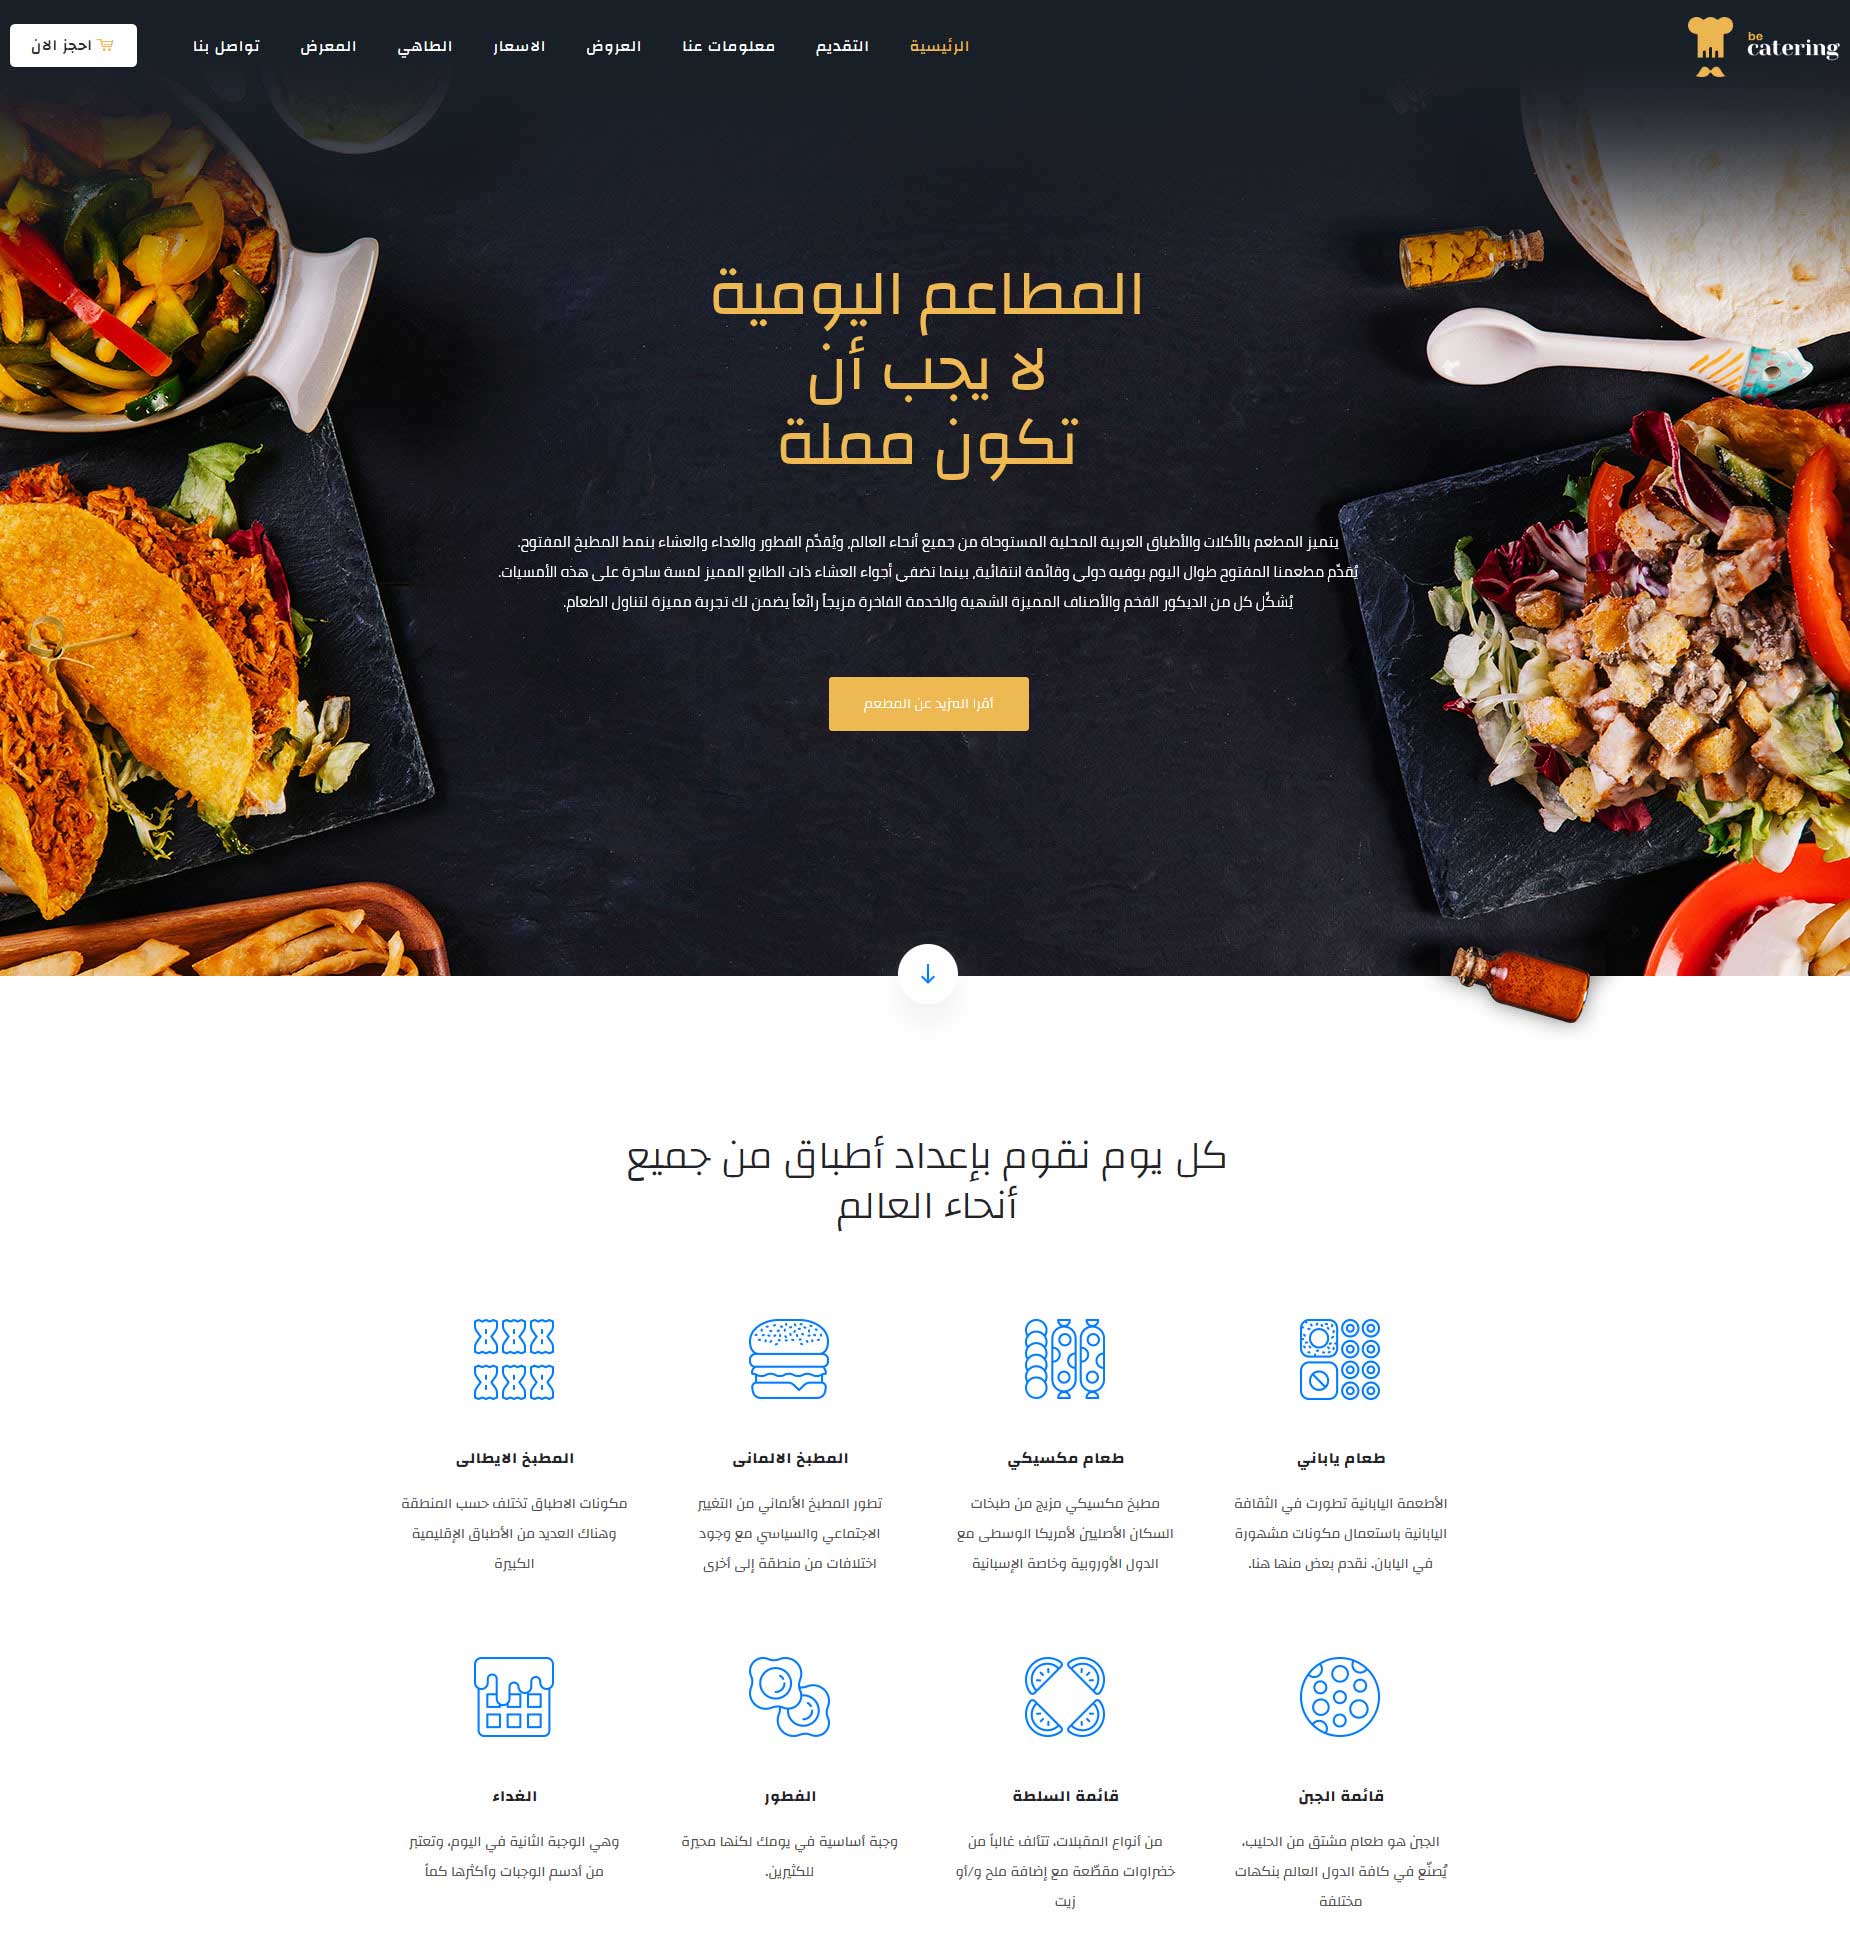 be
catering
الرئيسية
التقديم
معلومات عنا
العروض
الاسعار
الطاهي
المعرض
تواصل بنا
احجز الان
المطاعم اليومية
لا يجب أن
تكون مملة
يتميز المطعم بالأكلات والأطباق العربية المحلية المستوحاة من جميع أنحاء العالم، ويُقدَّم الفطور والغداء والعشاء بنمط المطبخ المفتوح.
يُقدَّم مطعمنا المفتوح طوال اليوم بوفيه دولي وقائمة انتقائية، بينما تضفي أجواء العشاء ذات الطابع المميز لمسة ساحرة على هذه الأمسيات.
يُشكِّل كل من الديكور الفخم والأصناف المميزة الشهية والخدمة الفاخرة مزيجاً رائعاً يضمن لك تجربة مميزة لتناول الطعام.
أقرا المزيد عن المطعم
كل يوم نقوم بإعداد أطباق من جميع
أنحاء العالم
طعام ياباني
الأطعمة اليابانية تطورت في الثقافة
اليابانية باستعمال مكونات مشهورة
في اليابان. نقدم بعض منها هنا.
طعام مكسيكي
مطبخ مكسيكي مزيج من طبخات
السكان الأصليين لأمريكا الوسطى مع
الدول الأوروبية وخاصة الإسبانية
المطبخ الالمانى
تطور المطبخ الألماني من التغيير
الاجتماعي والسياسي مع وجود
اختلافات من منطقة إلى أخرى
المطبخ الايطالى
مكونات الاطباق تختلف حسب المنطقة
وهناك العديد من الأطباق الإقليمية
الكبيرة
قائمة الجبن
الجبن هو طعام مشتق من الحليب،
يُصنّع في كافة الدول العالم بنكهات
مختلفة
قائمة السلطة
من أنواع المقبلات، تتألف غالباً من
خضراوات مقطّعة مع إضافة ملح و/أو
زيت
الفطور
وجبة أساسية في يومك لكنها محيرة
للكثيرين.
الغداء
وهي الوجبة الثانية في اليوم، وتعتبر
من أدسم الوجبات وأكثرها كماً